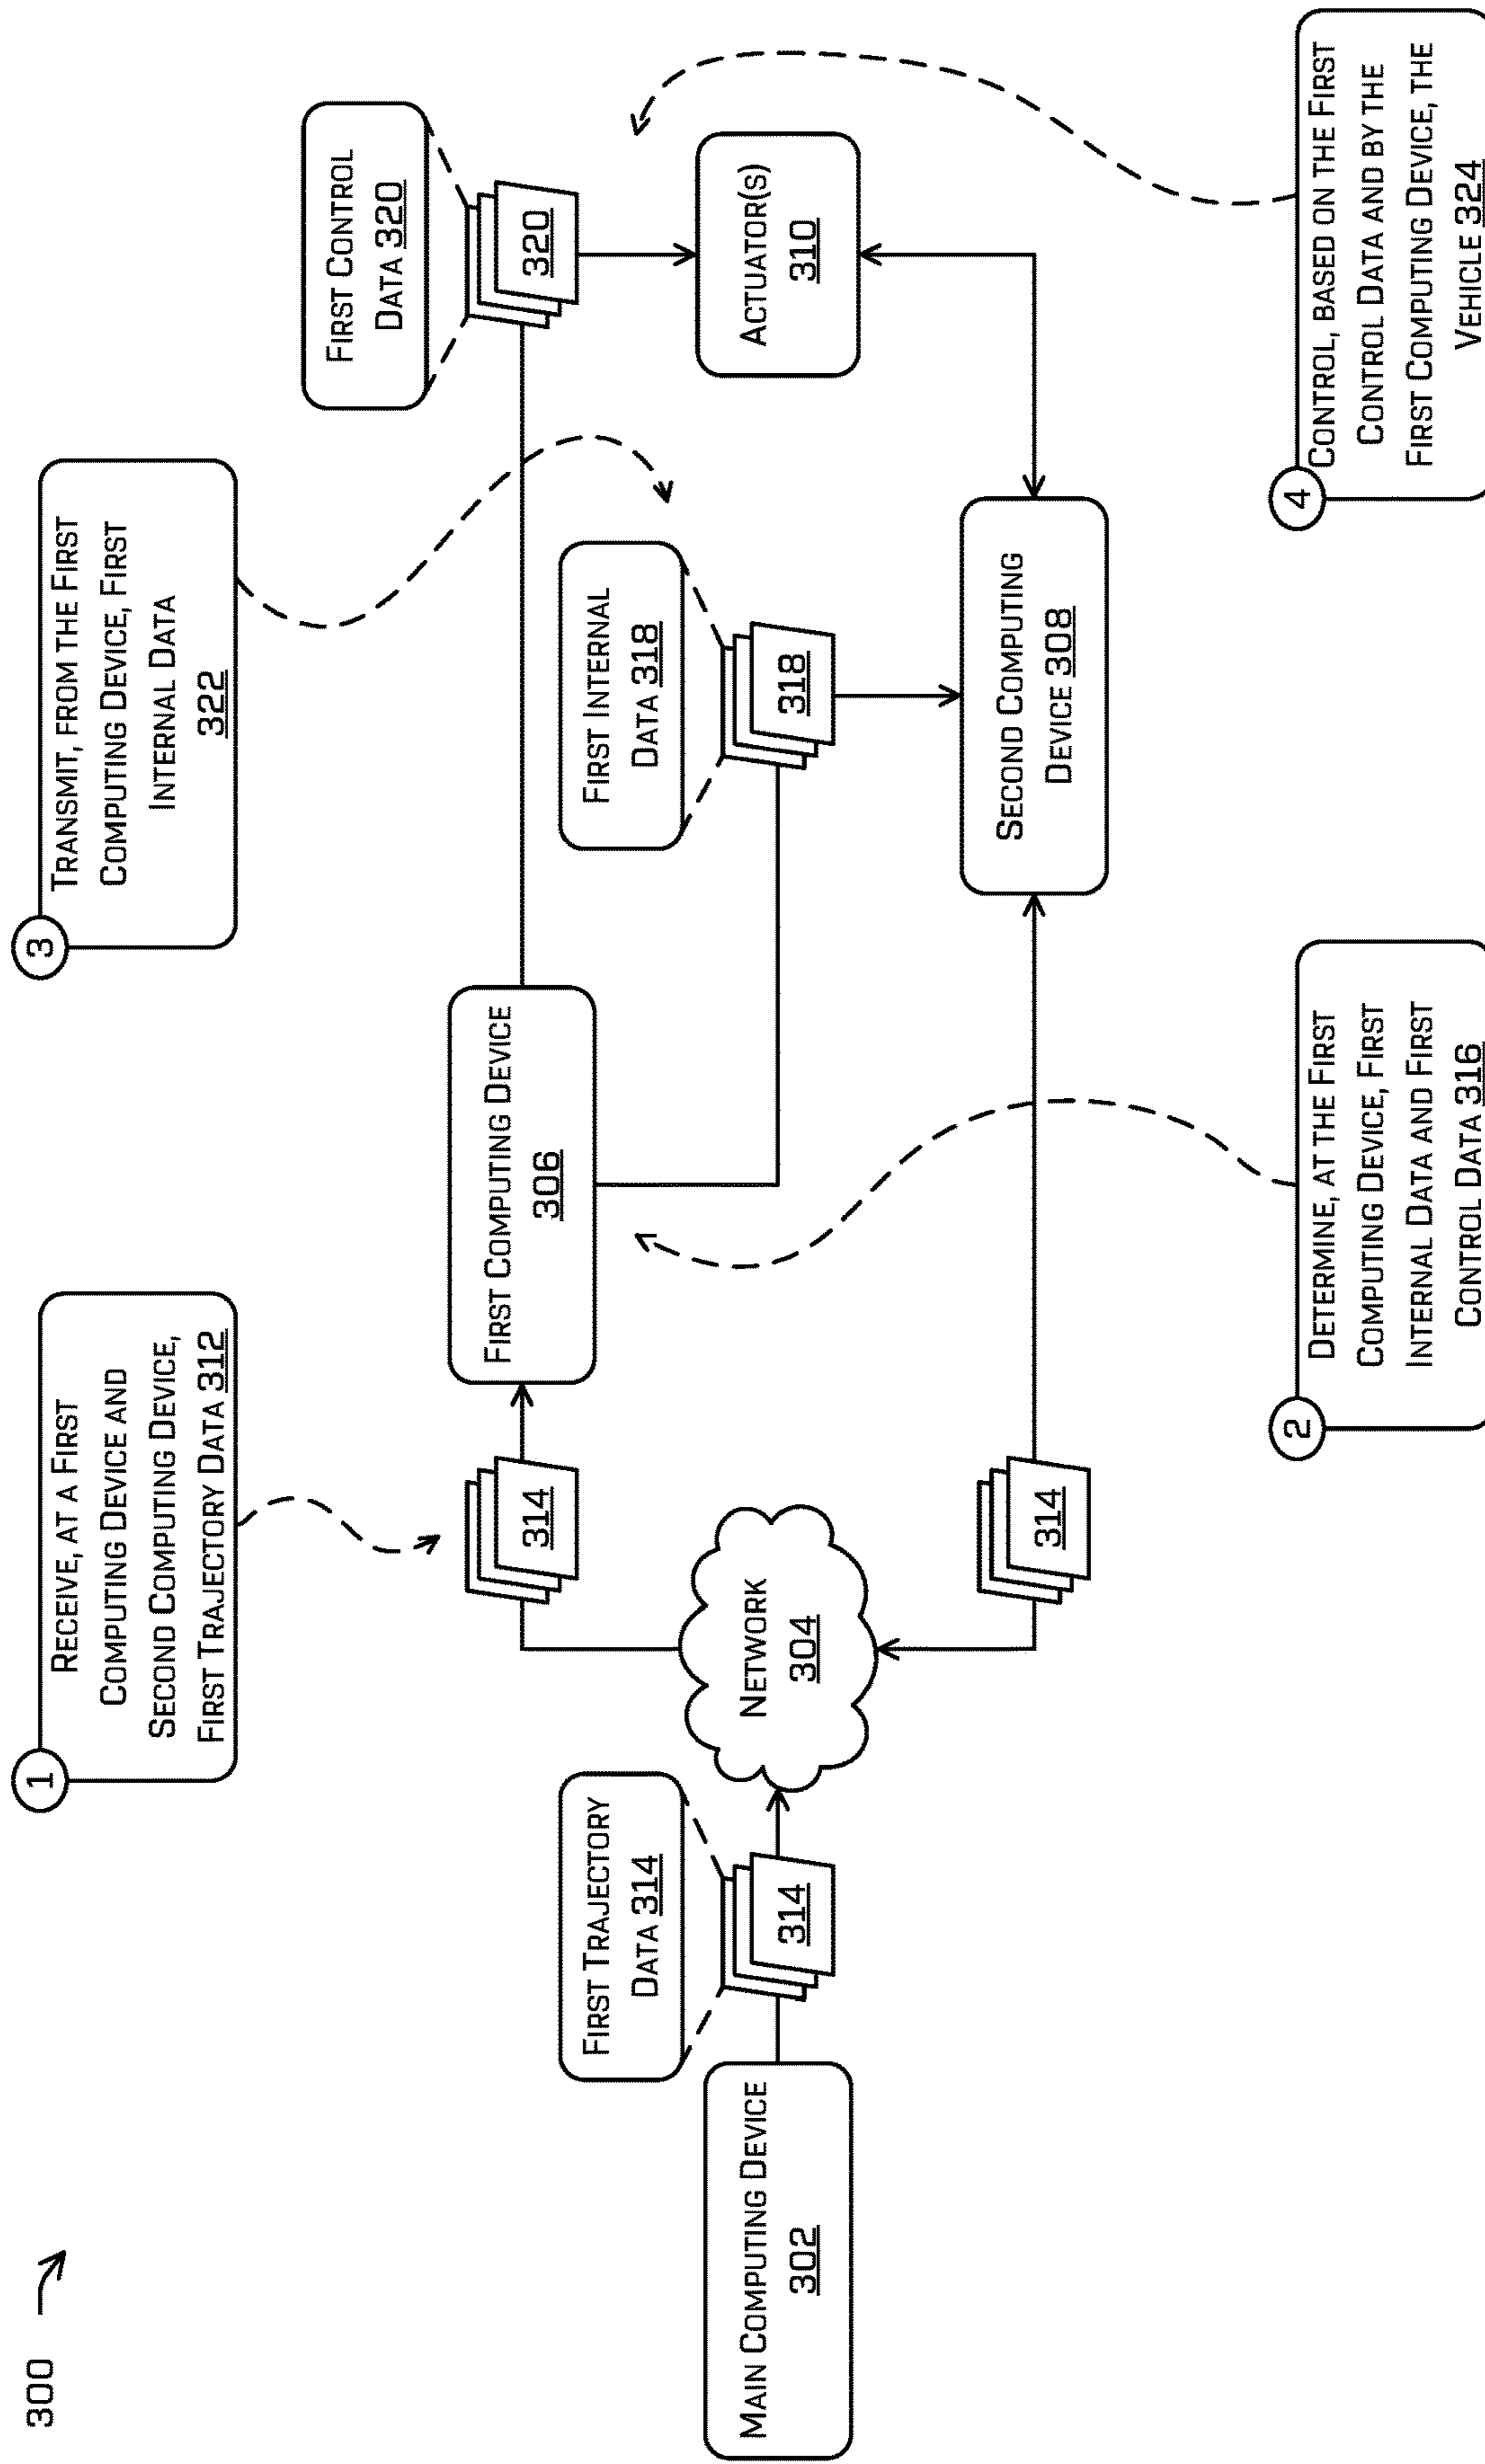 300
1
RECEIVE, AT A FIRST
COMPUTING DEVICE AND
SECOND COMPUTING DEVICE,
FIRST TRAJECTORY DATA 312
3
TRANSMIT, FROM THE FIRST
COMPUTING DEVICE, FIRST
INTERNAL DATA
322
FIRST CONTROL
DATA 320
320
FIRST COMPUTING DEVICE
306
314
FIRST TRAJECTORY
DATA 314
314
FIRST INTERNAL
DATA 318
318
MAIN COMPUTING DEVICE
302
NETWORK
304
ACTUATOR(S)
310
314
SECOND COMPUTING
DEVICE 308
2
DETERMINE, AT THE FIRST
COMPUTING DEVICE, FIRST
INTERNAL DATA AND FIRST
CONTROL DATA 316
4
CONTROL, BASED ON THE FIRST
CONTROL DATA AND BY THE
FIRST COMPUTING DEVICE, THE
VEHICLE 324